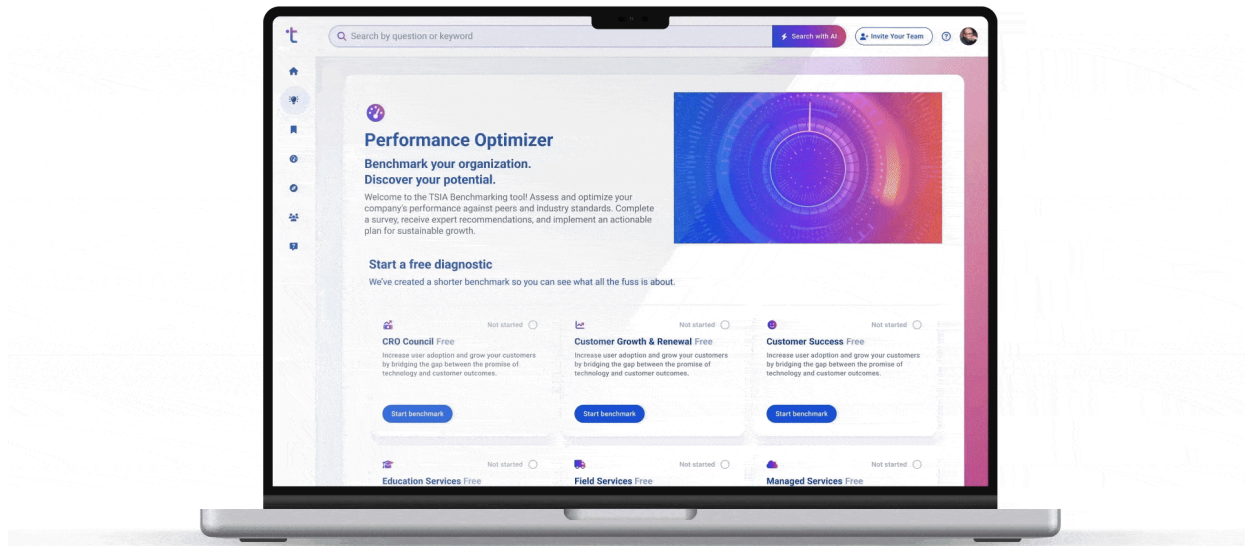 Search by question or keyword
Search with AI
Invite Your Team
Performance Optimizer
Benchmark your organization.
Discover your potential.
Welcome to the TSIA Benchmarking tool! Assess and optimize your
company's performance against peers and industry standards. Complete
a survey, receive expert recommendations, and implement an actionable
plan for sustainable growth.
Start a free diagnostic
We've created a shorter benchmark so you can see what all the fuss is about.
Not started
CRO Council Free
Increase user adoption and grow your customers
by bridging the gap between the promise of
technology and customer outcomes.
Start benchmark
Not started
Customer Growth & Renewal Free
Increase user adoption and grow your customers
by bridging the gap between the promise of
technology and customer outcomes.
Start benchmark
Not started
Customer Success Free
Increase user adoption and grow your customers
by bridging the gap between the promise of
technology and customer outcomes.
Start benchmark
Not started
Education Services Free
Not started
Field Services Free
Not started
Managed Services Free